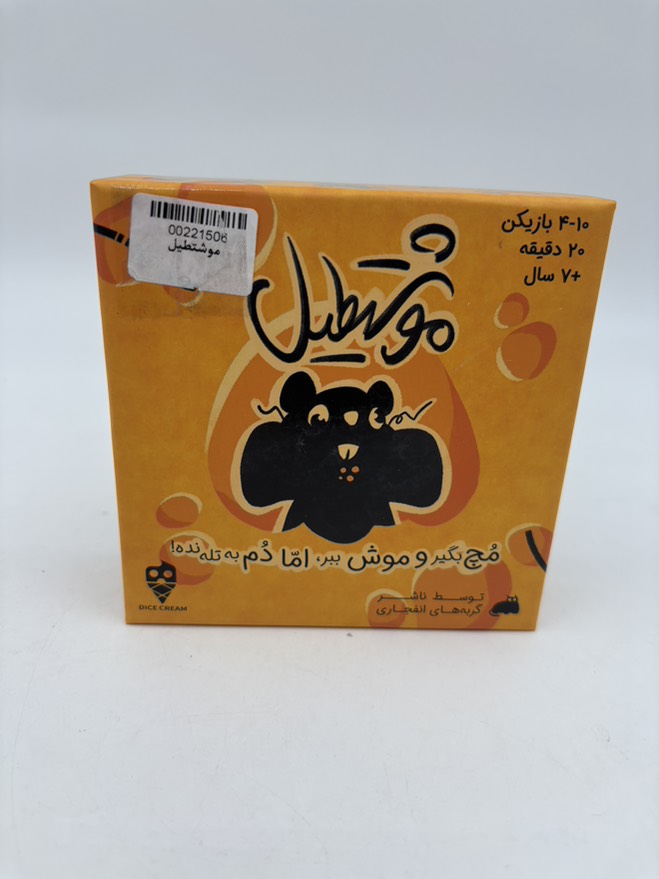 00221506
موشتطیل
۴-۱۰ بازیکن
۲۰ دقیقه
+۷ سال
موشتطیل
مُچ بگیر و موش ببر، امّا دُم به تله نده!
توسط ناشر
گربه‌های انفجاری
DICE CREAM